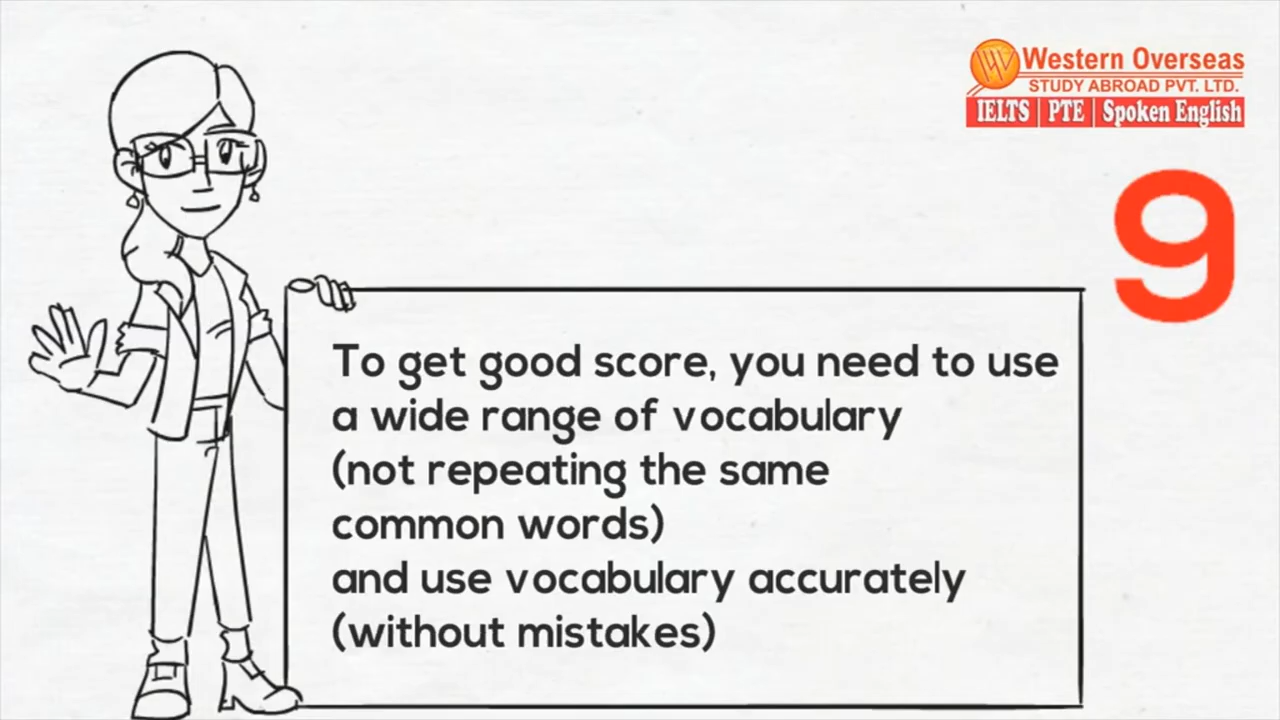 Western Overseas
STUDY ABROAD PVT. LTD.
IELTS | PTE | Spoken English
9
To get good score, you need to use
a wide range of vocabulary
(not repeating the same
common words)
and use vocabulary accurately
(without mistakes)